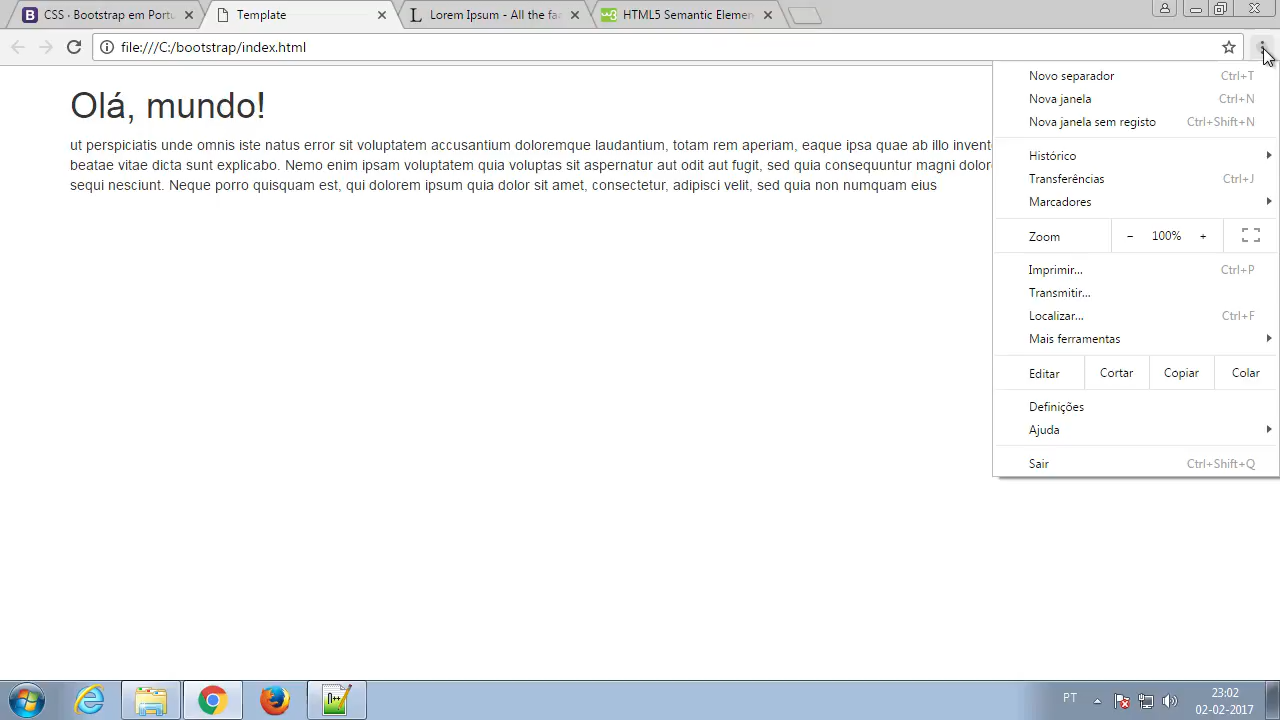 CSS · Bootstrap em Portu
Template
Lorem Ipsum - All the fa
HTML5 Semantic Elemen
file:///C:/bootstrap/index.html
Olá, mundo!
ut perspiciatis unde omnis iste natus error sit voluptatem accusantium doloremque laudantium, totam rem aperiam, eaque ipsa quae ab illo invent
beatae vitae dicta sunt explicabo. Nemo enim ipsam voluptatem quia voluptas sit aspernatur aut odit aut fugit, sed quia consequuntur magni dolor
sequi nesciunt. Neque porro quisquam est, qui dolorem ipsum quia dolor sit amet, consectetur, adipisci velit, sed quia non numquam eius
Novo separador Ctrl+T
Nova janela Ctrl+N
Nova janela sem registo Ctrl+Shift+N
Histórico
Transferências Ctrl+J
Marcadores
Zoom − 100% +
Imprimir... Ctrl+P
Transmitir...
Localizar... Ctrl+F
Mais ferramentas
Editar Cortar Copiar Colar
Definições
Ajuda
Sair Ctrl+Shift+Q
PT
23:02
02-02-2017